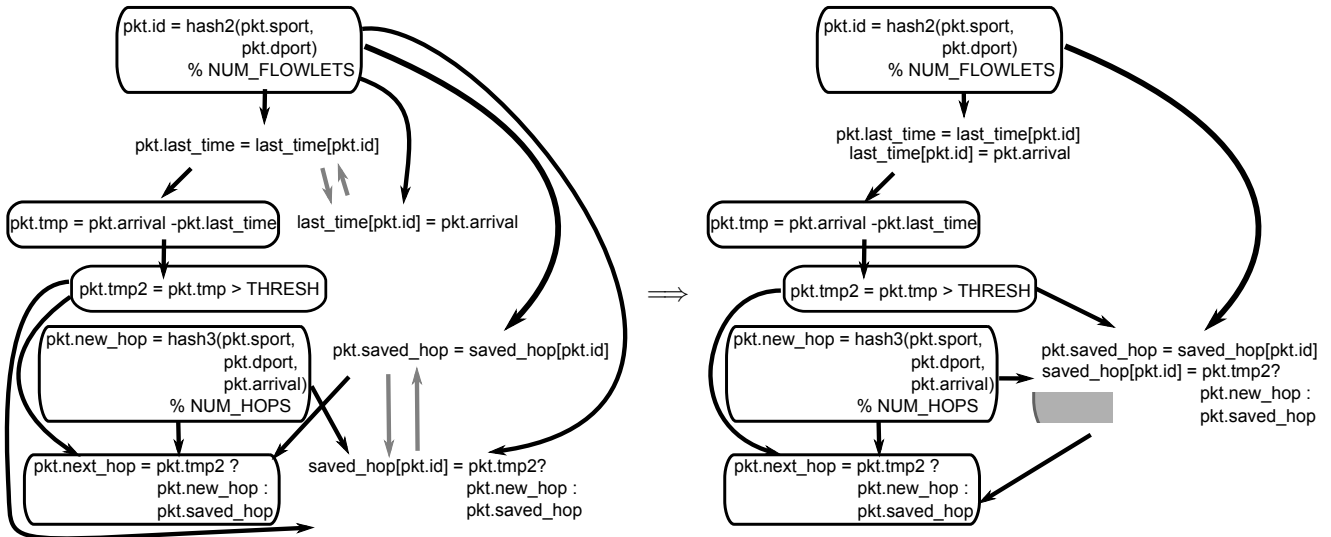 pkt.id = hash2(pkt.sport,
pkt.dport)
% NUM_FLOWLETS
pkt.last_time = last_time[pkt.id]
pkt.tmp = pkt.arrival -pkt.last_time
last_time[pkt.id] = pkt.arrival
pkt.tmp2 = pkt.tmp > THRESH
pkt.new_hop = hash3(pkt.sport,
pkt.dport,
pkt.arrival)
% NUM_HOPS
pkt.saved_hop = saved_hop[pkt.id]
pkt.next_hop = pkt.tmp2 ?
pkt.new_hop :
pkt.saved_hop
saved_hop[pkt.id] = pkt.tmp2?
pkt.new_hop :
pkt.saved_hop
⟹
pkt.id = hash2(pkt.sport,
pkt.dport)
% NUM_FLOWLETS
pkt.last_time = last_time[pkt.id]
last_time[pkt.id] = pkt.arrival
pkt.tmp = pkt.arrival -pkt.last_time
pkt.tmp2 = pkt.tmp > THRESH
pkt.new_hop = hash3(pkt.sport,
pkt.dport,
pkt.arrival)
% NUM_HOPS
pkt.saved_hop = saved_hop[pkt.id]
saved_hop[pkt.id] = pkt.tmp2?
pkt.new_hop :
pkt.saved_hop
pkt.next_hop = pkt.tmp2 ?
pkt.new_hop :
pkt.saved_hop